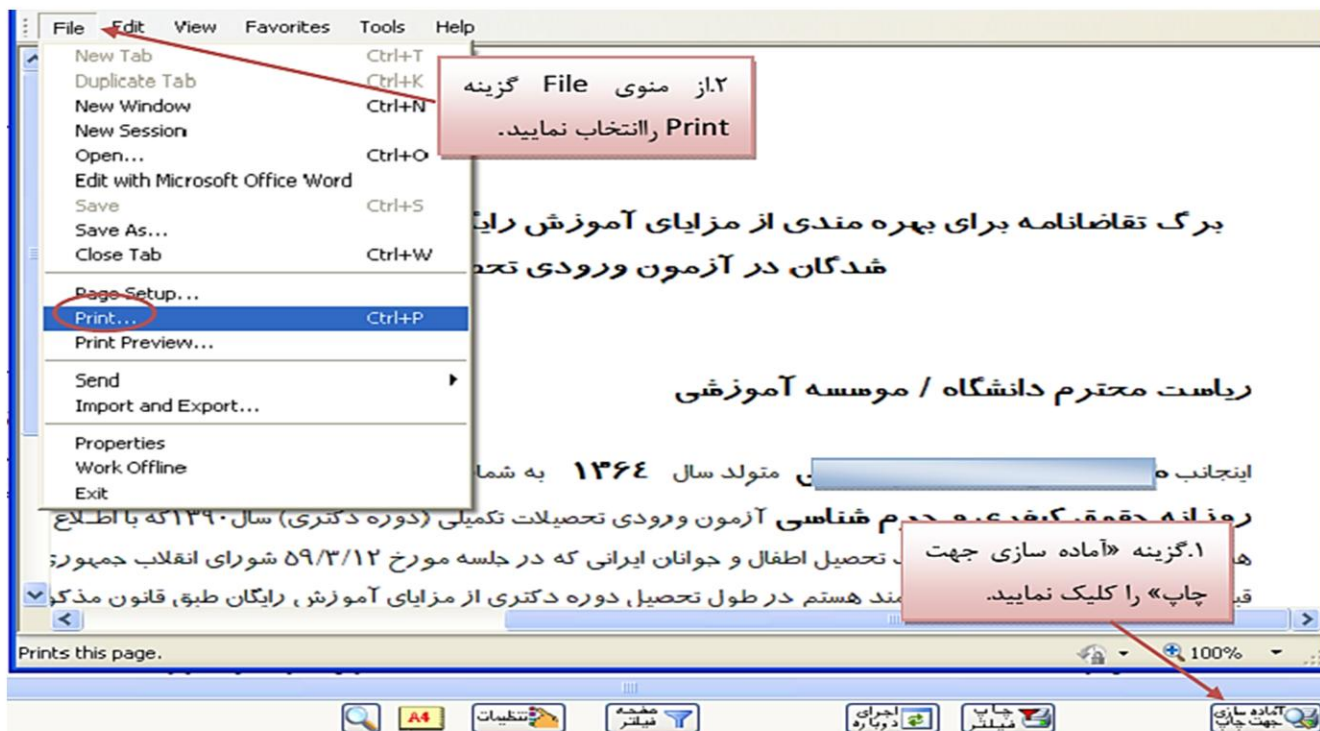 File Edit View Favorites Tools Help
New Tab Ctrl+T
Duplicate Tab Ctrl+K
New Window Ctrl+N
New Session
Open... Ctrl+O
Edit with Microsoft Office Word
Save Ctrl+S
Save As...
Close Tab Ctrl+W
Page Setup...
Print... Ctrl+P
Print Preview...
Send
Import and Export...
Properties
Work Offline
Exit
۲.از منوی File گزینه
Print راانتخاب نمایید.
برگ تقاضانامه برای بهره مندی از مزایای آموزش
شدگان در آزمون ورودی
ریاست محترم دانشگاه / موسسه آموزشی
اینجانب متولد سال ۱۳۶۴ به
روزانه حقوق کیفری و جرم شناسی آزمون ورودی تحصیلات تکمیلی (دوره دکتری) سال۱۳۹۰که با اطلاع
تحصیل اطفال و جوانان ایرانی که در جلسه مورخ ۵۹/۳/۱۲ شورای انقلاب جمهوری
هستم در طول تحصیل دوره دکتری از مزایای آموزش رایگان طبق قانون
۱.گزینه «آماده سازی جهت
چاپ» را کلیک نمایید.
Prints this page. 100%
آماده سازی جهت چاپ
چاپ فیلتر
اجرای دوباره
صفحه فیلتر
تنظیمات
A4